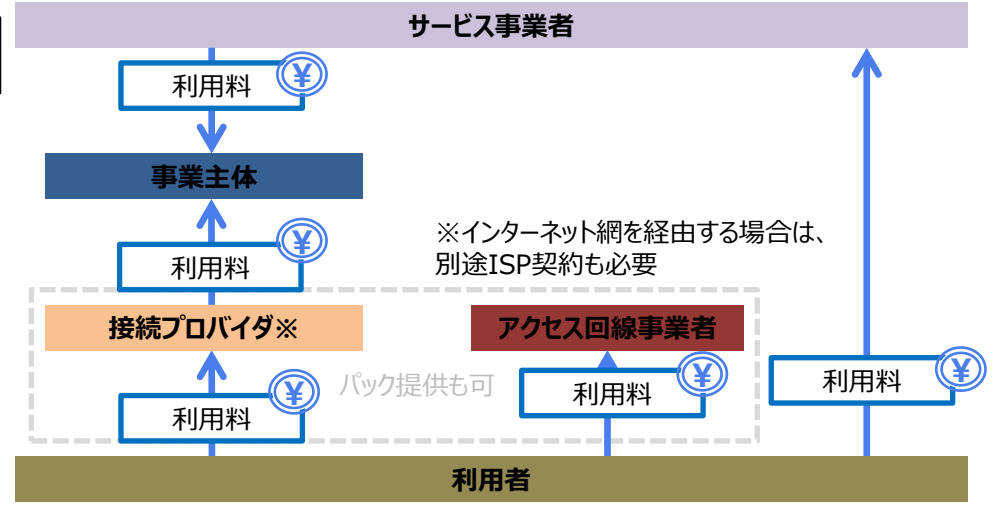 サービス事業者
利用料
¥
事業主体
利用料
¥
※インターネット網を経由する場合は、
別途ISP契約も必要
接続プロバイダ※
アクセス回線事業者
パック提供も可
利用料
¥
利用料
¥
利用料
¥
利用者